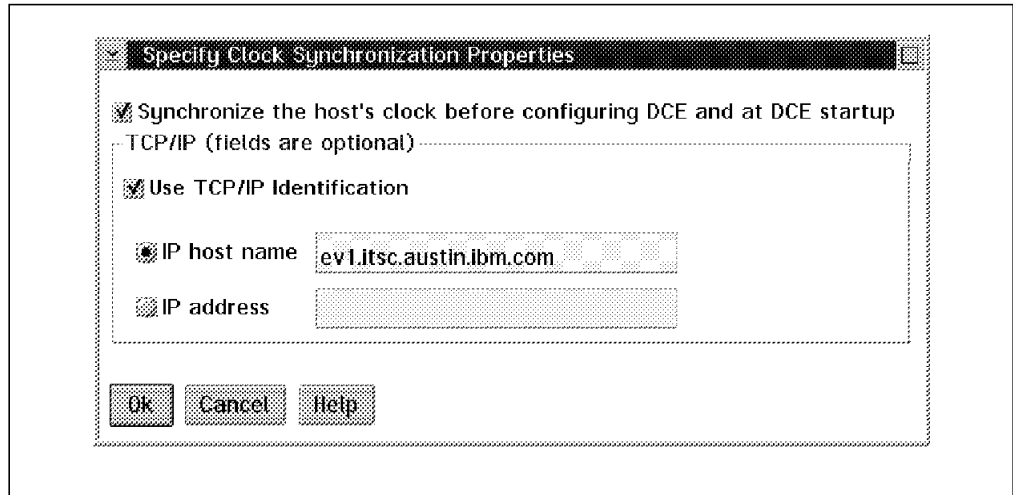 Specify Clock Synchronization Properties
Synchronize the host's clock before configuring DCE and at DCE startup
TCP/IP (fields are optional)
Use TCP/IP Identification
IP host name ev1.itsc.austin.ibm.com
IP address
Ok Cancel Help